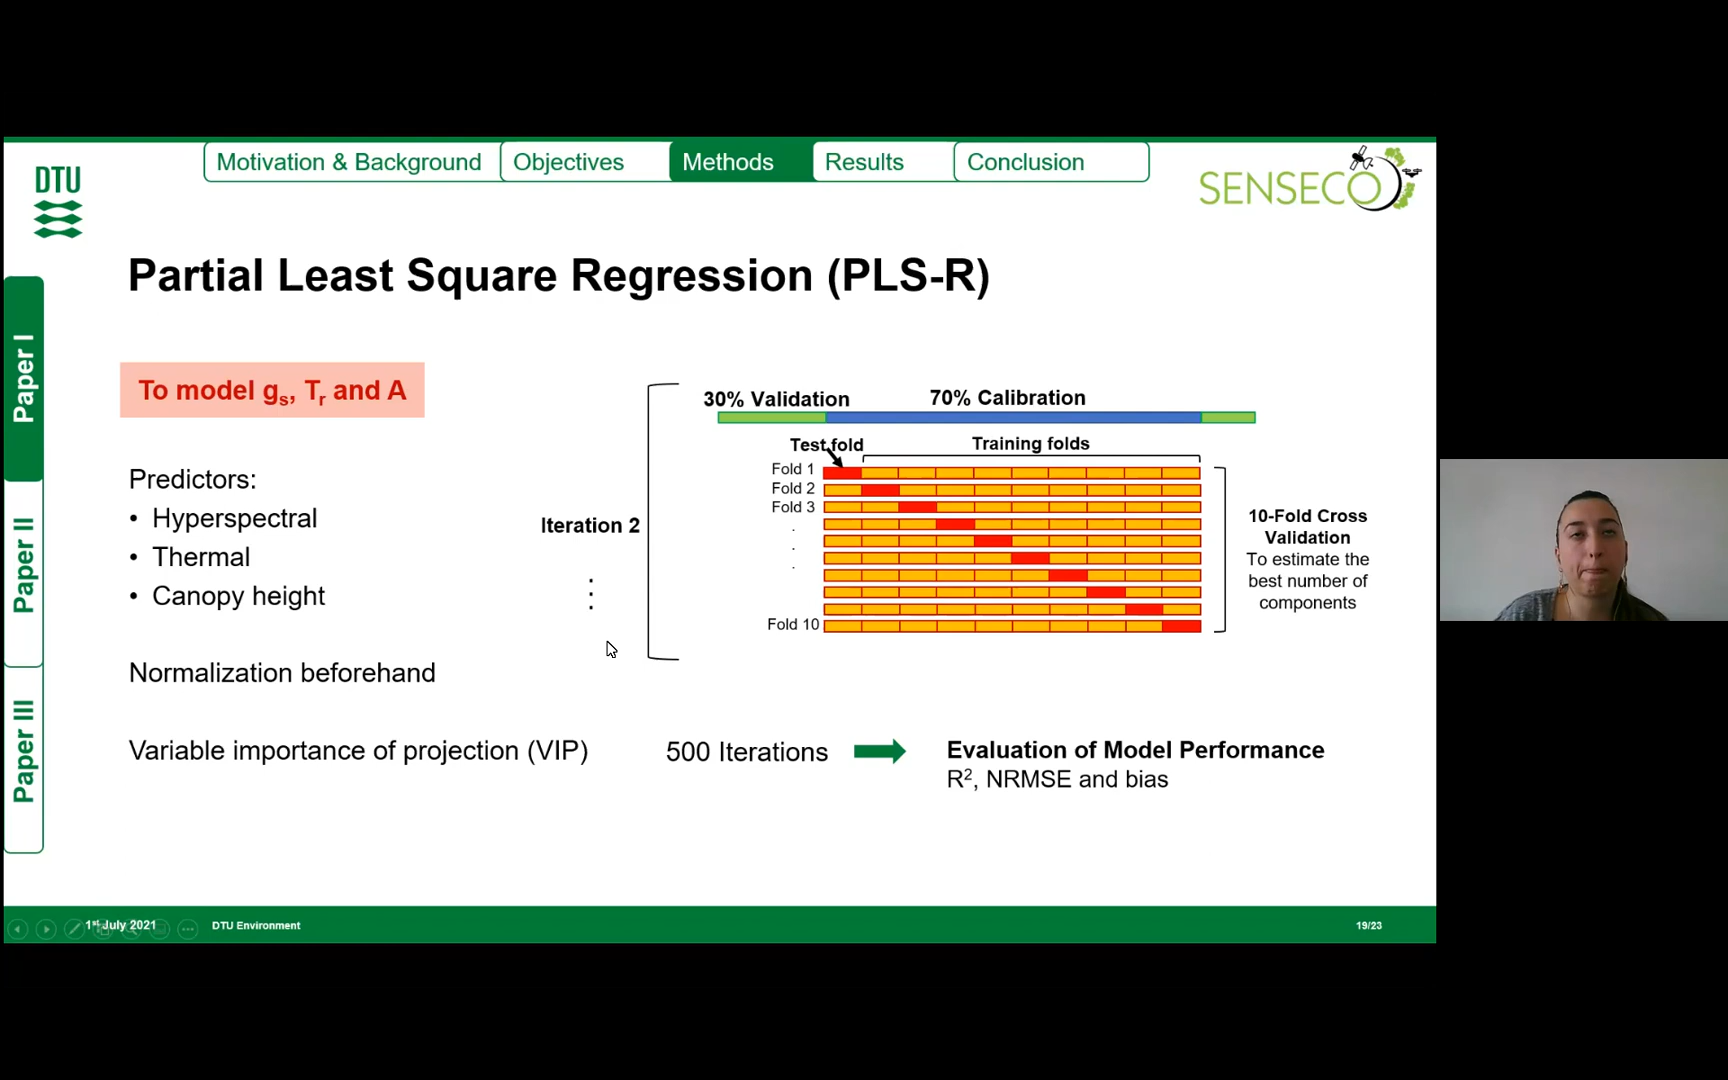 Motivation & Background
Objectives
Methods
Results
Conclusion
DTU
SENSECO
Partial Least Square Regression (PLS-R)
Paper I
Paper II
Paper III
To model gs, Tr and A
Predictors:
• Hyperspectral
• Thermal
• Canopy height
Normalization beforehand
Variable importance of projection (VIP)
Iteration 2
30% Validation
70% Calibration
Test fold
Training folds
Fold 1
Fold 2
Fold 3
Fold 10
10-Fold Cross
Validation
To estimate the
best number of
components
500 Iterations
Evaluation of Model Performance
R², NRMSE and bias
1st July 2021
DTU Environment
19/23